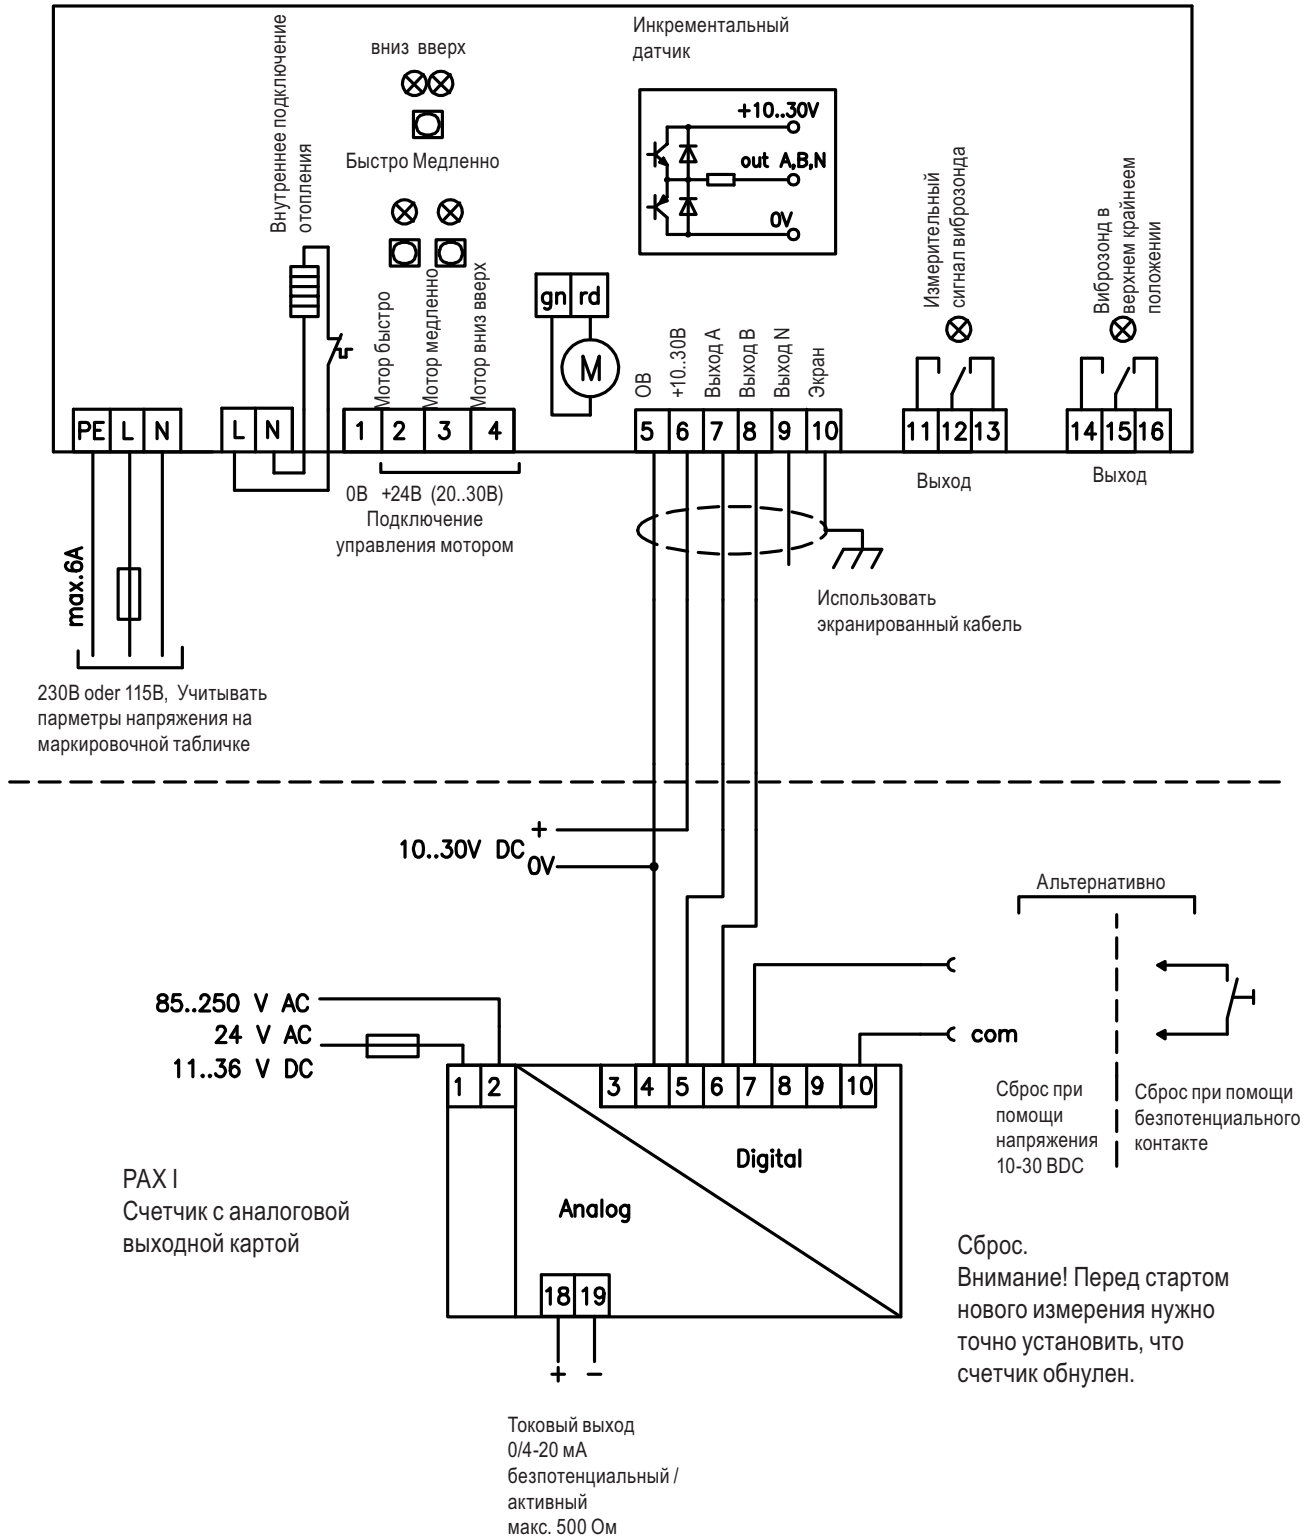 Инкрементальный
датчик
+10..30V
out A,B,N
0V
вниз вверх
Быстро Медленно
Внутреннее подключение
отопления
Мотор быстро
Мотор медленно
Мотор вниз вверх
gn rd
M
ОВ
+10..30В
Выход А
Выход В
Выход N
Экран
Измерительный
сигнал виброзонда
Виброзонд в
верхнем крайнеем
положении
PE L N
L N
1 2 3 4
5 6 7 8 9 10
11 12 13
14 15 16
Выход
Выход
0В +24В (20..30В)
Подключение
управления мотором
max.6A
Использовать
экранированный кабель
230В oder 115В, Учитывать
парметры напряжения на
маркировочной табличке
+
10..30V DC
0V
Альтернативно
com
85..250 V AC
24 V AC
11..36 V DC
1 2
3 4 5 6 7 8 9 10
Digital
Analog
18 19
+ −
Сброс при
помощи
напряжения
10-30 ВDC
Сброс при помощи
безпотенциального
контакте
PAX I
Счетчик с аналоговой
выходной картой
Сброс.
Внимание! Перед стартом
нового измерения нужно
точно установить, что
счетчик обнулен.
Токовый выход
0/4-20 мА
безпотенциальный /
активный
макс. 500 Ом